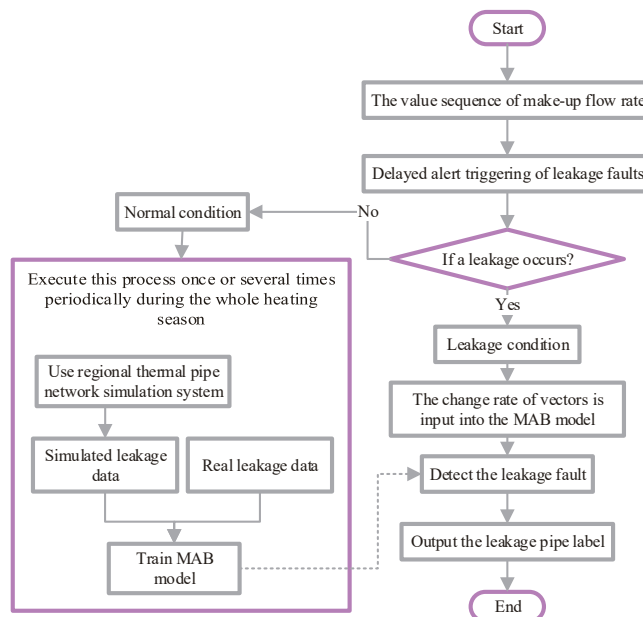 Start
The value sequence of make-up flow rate
Delayed alert triggering of leakage faults
If a leakage occurs?
No
Normal condition
Execute this process once or several times
periodically during the whole heating
season
Use regional thermal pipe
network simulation system
Simulated leakage
data
Real leakage data
Train MAB
model
Yes
Leakage condition
The change rate of vectors is
input into the MAB model
Detect the leakage fault
Output the leakage pipe label
End